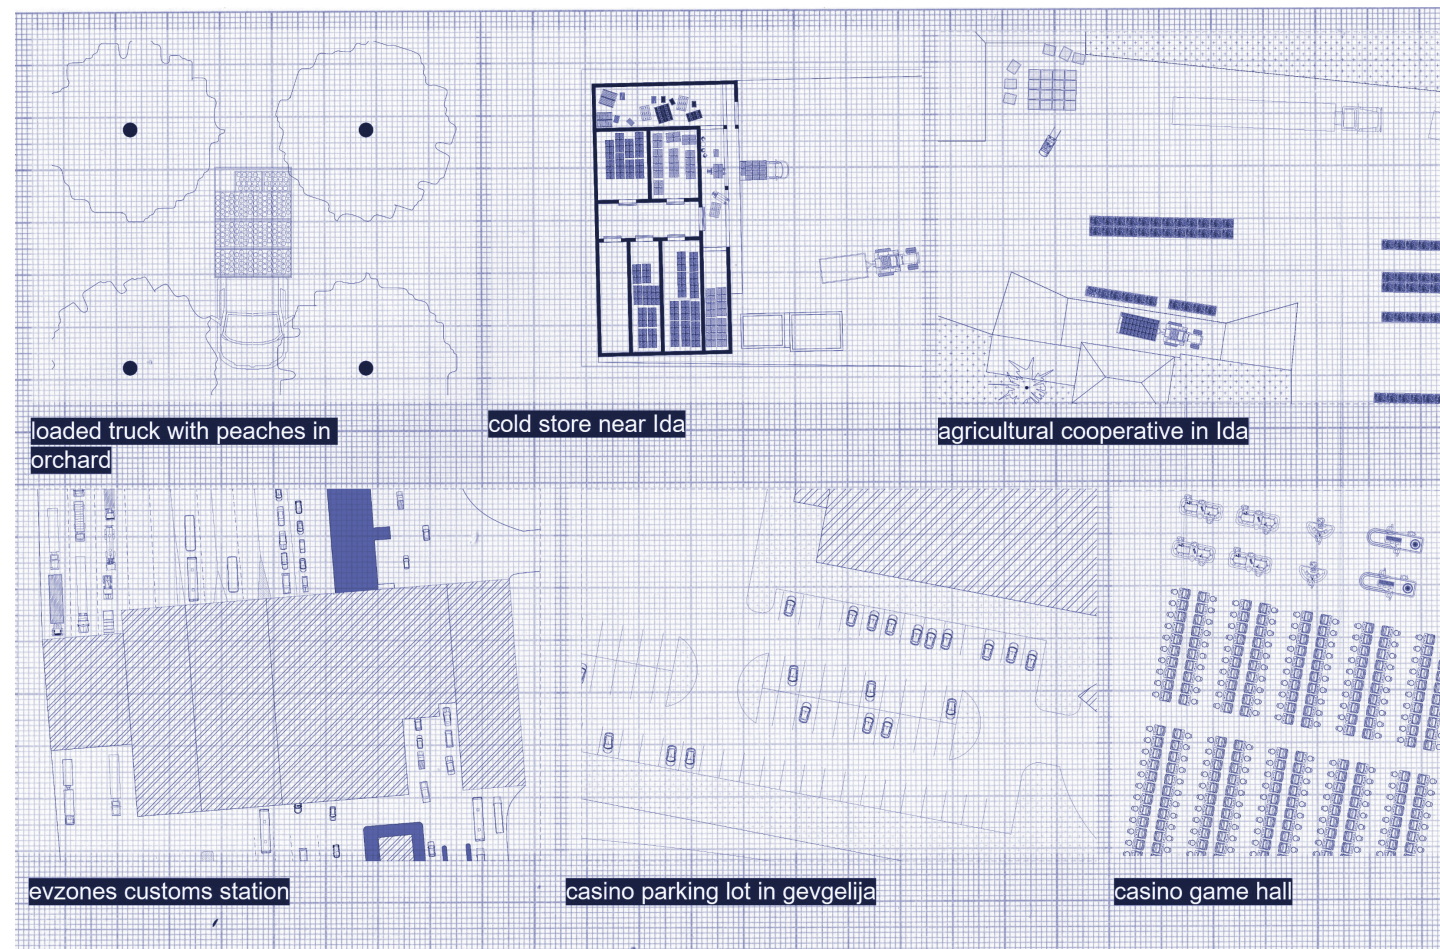 loaded truck with peaches in
orchard
cold store near Ida
agricultural cooperative in Ida
evzones customs station
casino parking lot in gevgelija
casino game hall